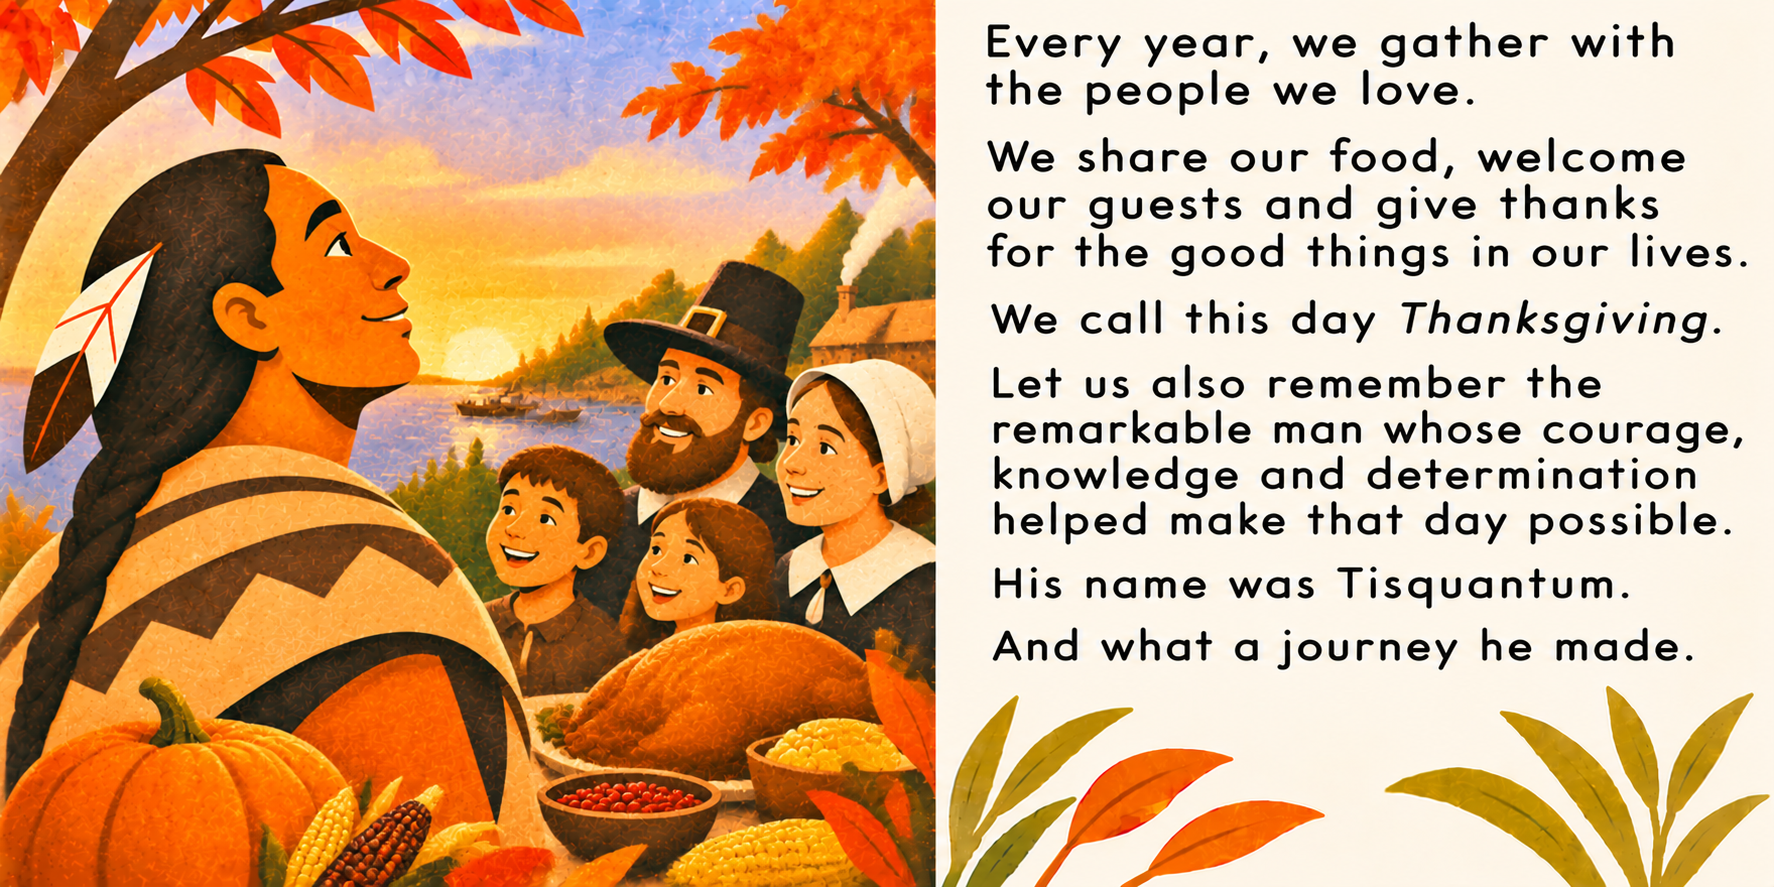 Every year, we gather with
the people we love.
We share our food, welcome
our guests and give thanks
for the good things in our lives.
We call this day Thanksgiving.
Let us also remember the
remarkable man whose courage,
knowledge and determination
helped make that day possible.
His name was Tisquantum.
And what a journey he made.